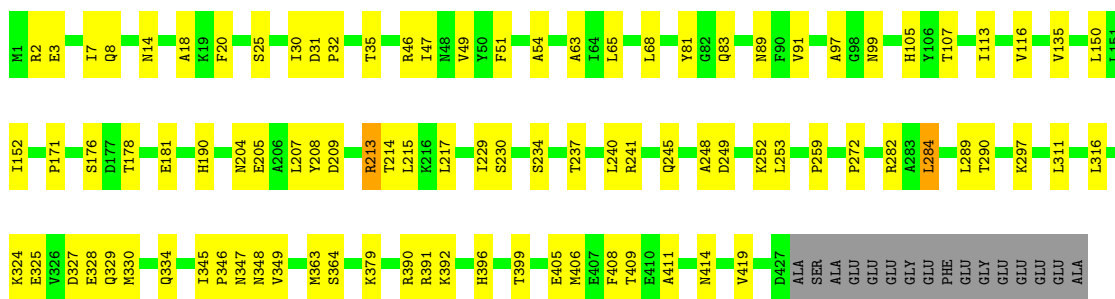 M1 R2 E3 I7 Q8 N14 A18 K19 F20 S25 I30 D31 P32 T35 R46 I47 N48 V49 Y50 F51 A54 A63 I64 L65 L68 Y81 G82 Q83 N89 F90 V91 A97 G98 N99 H105 Y106 T107 I113 V116 V135 L150 L151
I152 P171 S176 D177 T178 E181 H190 N204 E205 A206 L207 Y208 D209 R213 T214 L215 K216 L217 I229 S230 S234 T237 L240 R241 Q245 A248 D249 K252 L253 P259 P272 R282 A283 L284 L289 T290 K297 L311 L316
K324 E325 V326 D327 E328 Q329 M330 Q334 I345 P346 N347 N348 V349 M363 S364 K379 R390 R391 K392 H396 T399 E405 M406 E407 F408 T409 E410 A411 N414 V419 D427 ALA SER ALA GLU GLU GLU GLY GLU PHE GLU GLY GLU GLU GLU GLU GLU ALA